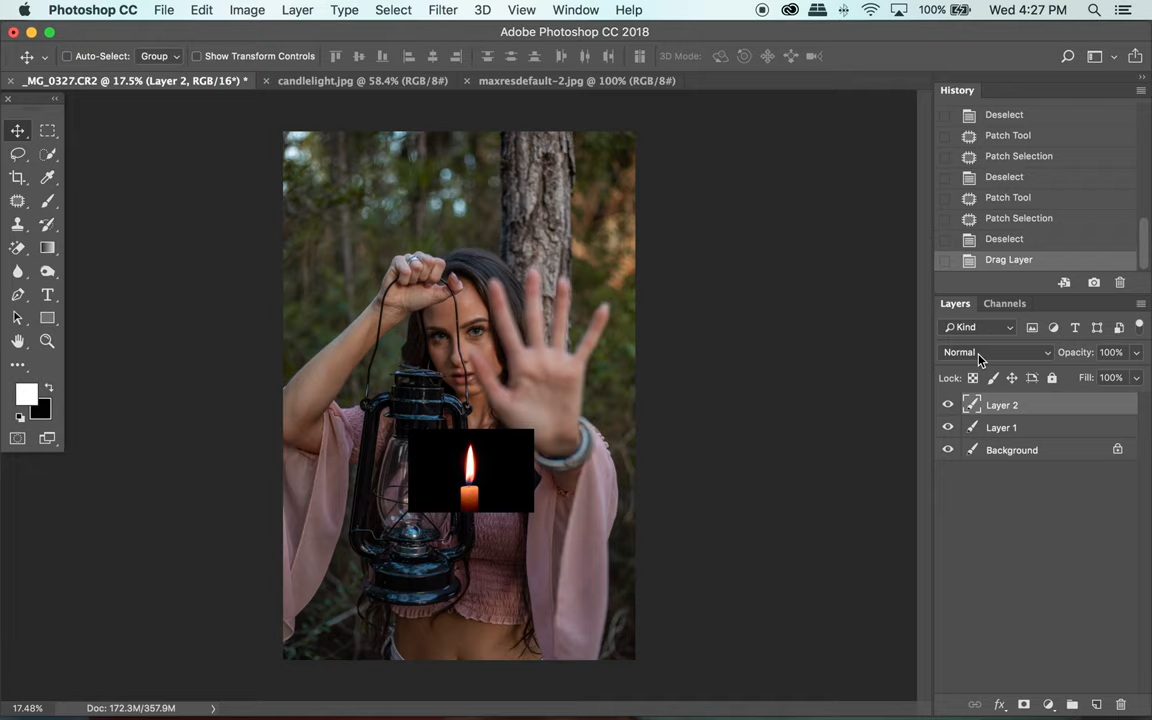 Photoshop CC File Edit Image Layer Type Select Filter 3D View Window Help 100% Wed 4:27 PM
Adobe Photoshop CC 2018
Auto-Select: Group Show Transform Controls 3D Mode:
_MG_0327.CR2 @ 17.5% (Layer 2, RGB/16*) * candlelight.jpg @ 58.4% (RGB/8#) maxresdefault-2.jpg @ 100% (RGB/8#)
History
Deselect
Patch Tool
Patch Selection
Deselect
Patch Tool
Patch Selection
Deselect
Drag Layer
Layers Channels
Kind
Normal Opacity: 100%
Lock: Fill: 100%
Layer 2
Layer 1
Background
fx
17.48% Doc: 172.3M/357.9M